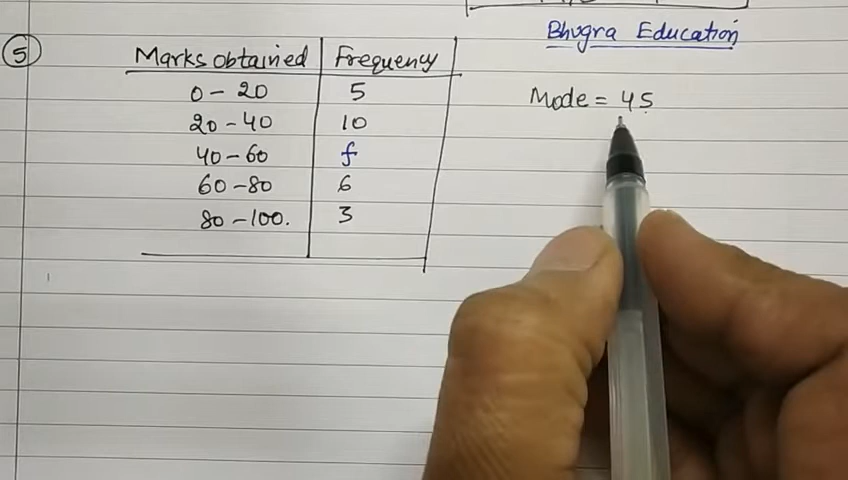 Bhugra Education
5
Marks obtained Frequency
0 - 20 5
20 - 40 10
40 - 60 f
60 - 80 6
80 - 100. 3
Mode = 45